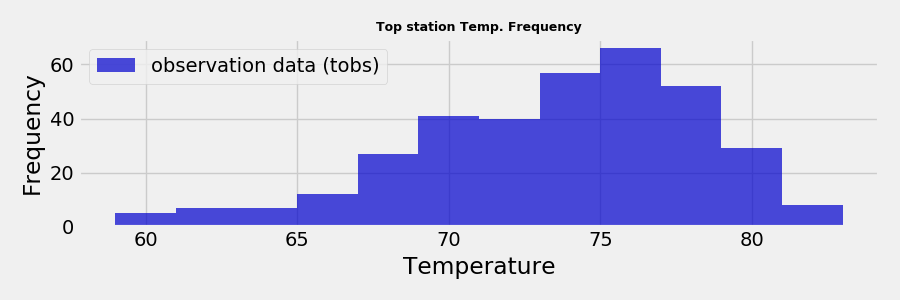 Top station Temp. Frequency
observation data (tobs)
Frequency
60
40
20
0
60 65 70 75 80
Temperature